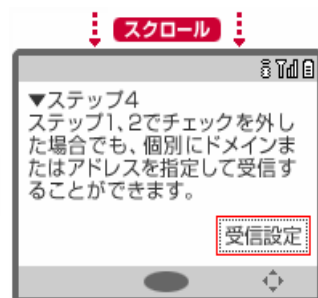 スクロール
▼ステップ4
ステップ1、2でチェックを外し
た場合でも、個別にドメインま
たはアドレスを指定して受信す
ることができます。
受信設定